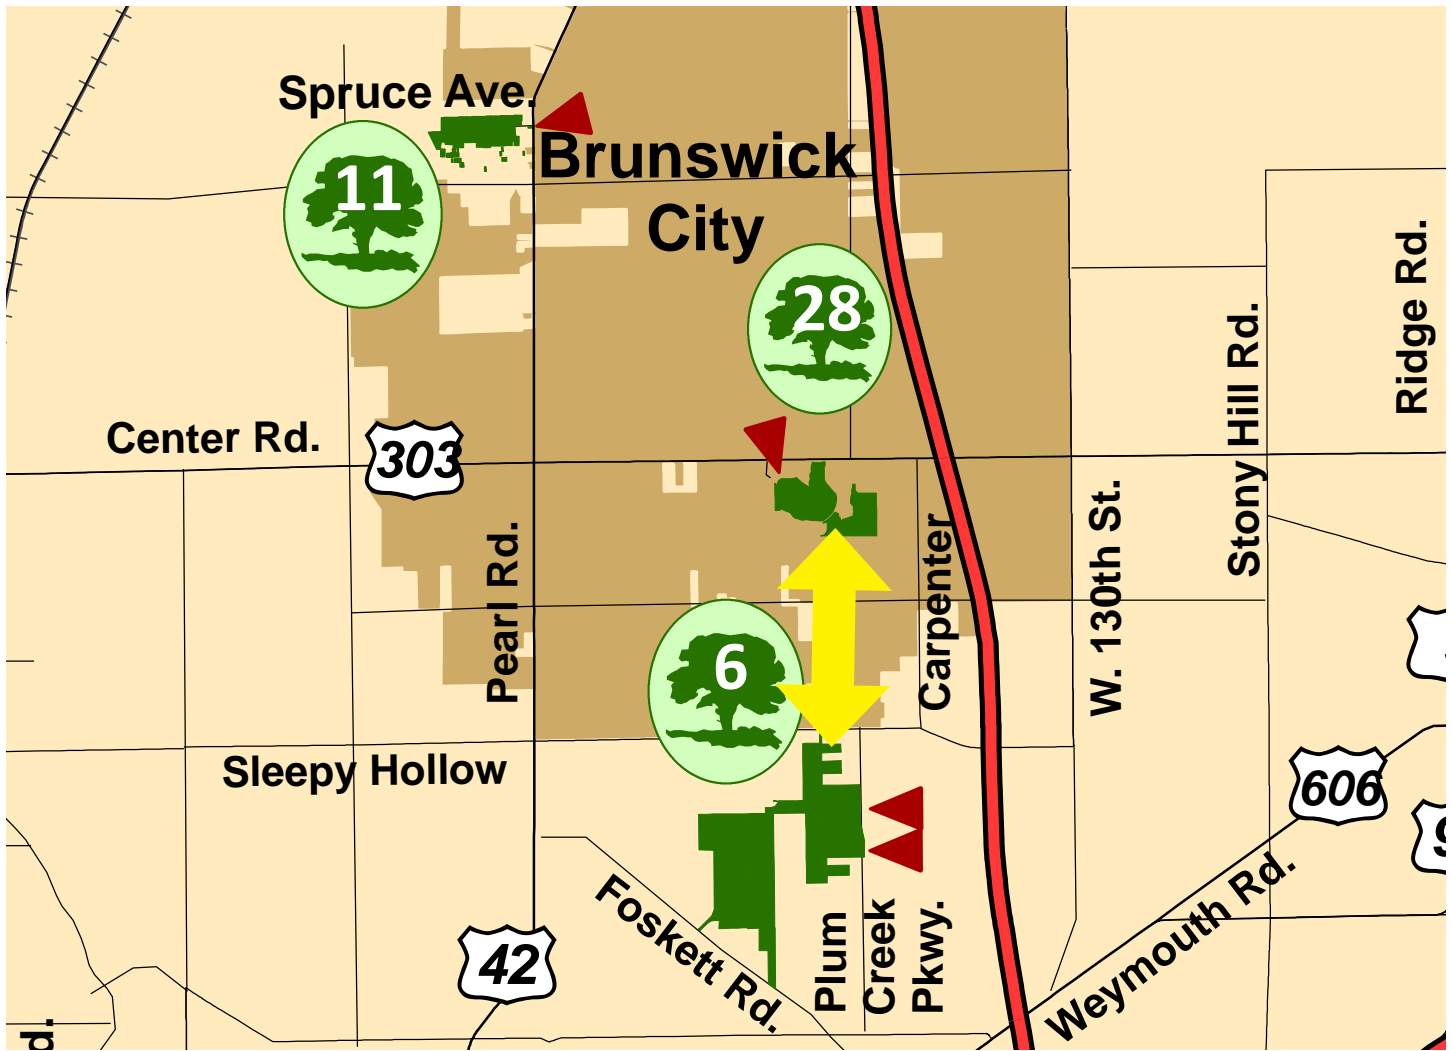 Spruce Ave.
11
Brunswick
City
28
Ridge Rd.
Stony Hill Rd.
Center Rd.
303
Pearl Rd.
Carpenter
W. 130th St.
6
Sleepy Hollow
606
9
Foskett Rd.
Plum
Creek
Pkwy.
Weymouth Rd.
42
d.